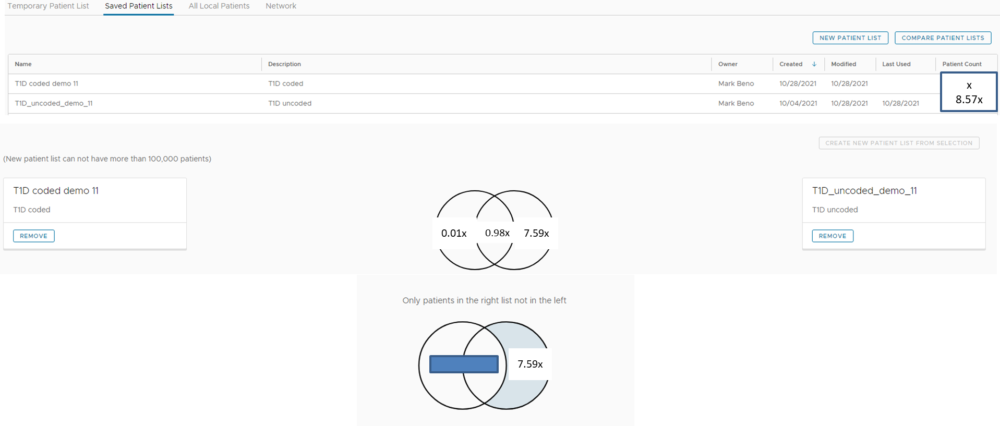 Temporary Patient List Saved Patient Lists All Local Patients Network
NEW PATIENT LIST COMPARE PATIENT LISTS
Name Description Owner Created ↓ Modified Last Used Patient Count
T1D coded demo 11 T1D coded Mark Beno 10/28/2021 10/28/2021 x
T1D_uncoded_demo_11 T1D uncoded Mark Beno 10/04/2021 10/28/2021 10/28/2021 8.57x
CREATE NEW PATIENT LIST FROM SELECTION
(New patient list can not have more than 100,000 patients)
T1D coded demo 11 T1D_uncoded_demo_11
T1D coded T1D uncoded
0.01x 0.98x 7.59x
REMOVE REMOVE
Only patients in the right list not in the left
7.59x